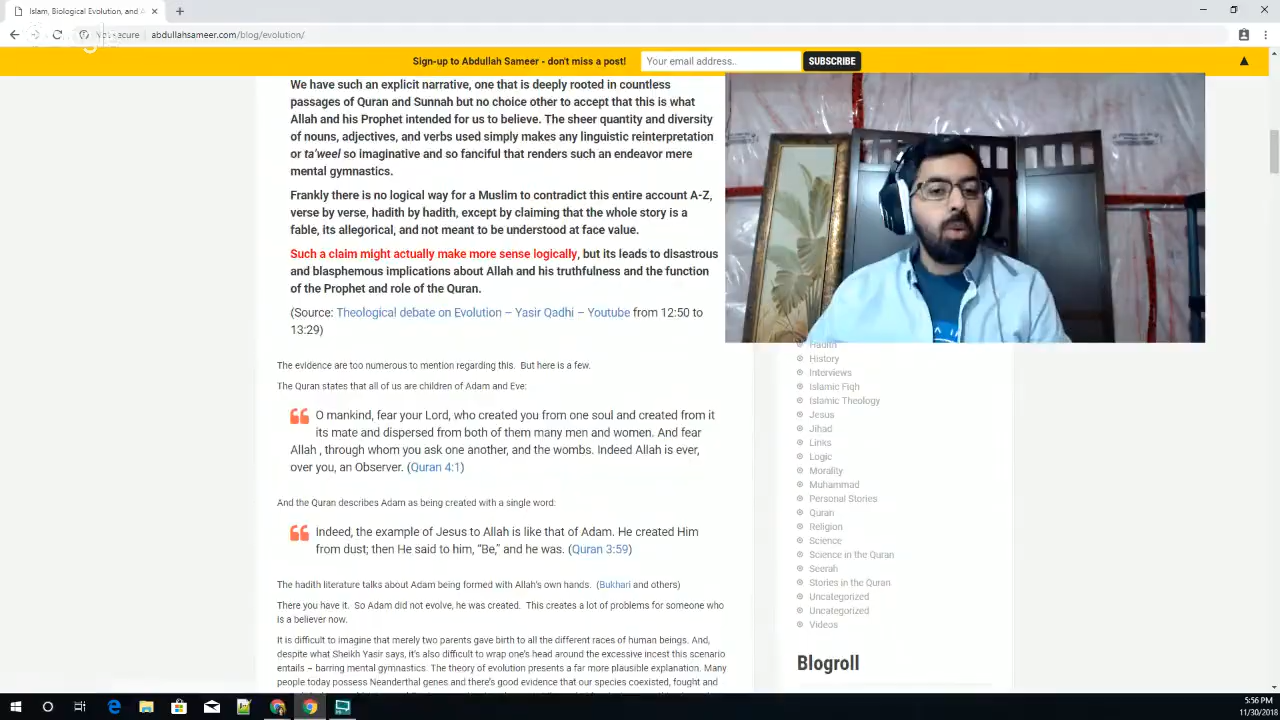 Islam, Biological Evolution, and A
abdullahsameer.com/blog/evolution/
Sign-up to Abdullah Sameer - don't miss a post!
Your email address..
SUBSCRIBE
▲
We have such an explicit narrative, one that is deeply rooted in countless
passages of Quran and Sunnah but no choice other to accept that this is what
Allah and his Prophet intended for us to believe. The sheer quantity and diversity
of nouns, adjectives, and verbs used simply makes any linguistic reinterpretation
or ta'weel so imaginative and so fanciful that renders such an endeavor mere
mental gymnastics.
Frankly there is no logical way for a Muslim to contradict this entire account A-Z,
verse by verse, hadith by hadith, except by claiming that the whole story is a
fable, its allegorical, and not meant to be understood at face value.
Such a claim might actually make more sense logically, but its leads to disastrous
and blasphemous implications about Allah and his truthfulness and the function
of the Prophet and role of the Quran.
(Source: Theological debate on Evolution – Yasir Qadhi – Youtube from 12:50 to
13:29)
The evidence are too numerous to mention regarding this. But here is a few.
The Quran states that all of us are children of Adam and Eve:
O mankind, fear your Lord, who created you from one soul and created from it
its mate and dispersed from both of them many men and women. And fear
Allah , through whom you ask one another, and the wombs. Indeed Allah is ever,
over you, an Observer. (Quran 4:1)
And the Quran describes Adam as being created with a single word:
Indeed, the example of Jesus to Allah is like that of Adam. He created Him
from dust; then He said to him, “Be,” and he was. (Quran 3:59)
The hadith literature talks about Adam being formed with Allah's own hands. (Bukhari and others)
There you have it. So Adam did not evolve, he was created. This creates a lot of problems for someone who
is a believer now.
It is difficult to imagine that merely two parents gave birth to all the different races of human beings. And,
despite what Sheikh Yasir says, it's also difficult to wrap one's head around the excessive incest this scenario
entails – barring mental gymnastics. The theory of evolution presents a far more plausible explanation. Many
people today possess Neanderthal genes and there's good evidence that our species coexisted, fought and
Hadith
History
Interviews
Islamic Fiqh
Islamic Theology
Jesus
Jihad
Links
Logic
Morality
Muhammad
Personal Stories
Quran
Religion
Science
Science in the Quran
Seerah
Stories in the Quran
Uncategorized
Uncategorized
Videos
Blogroll
5:56 PM
11/30/2018